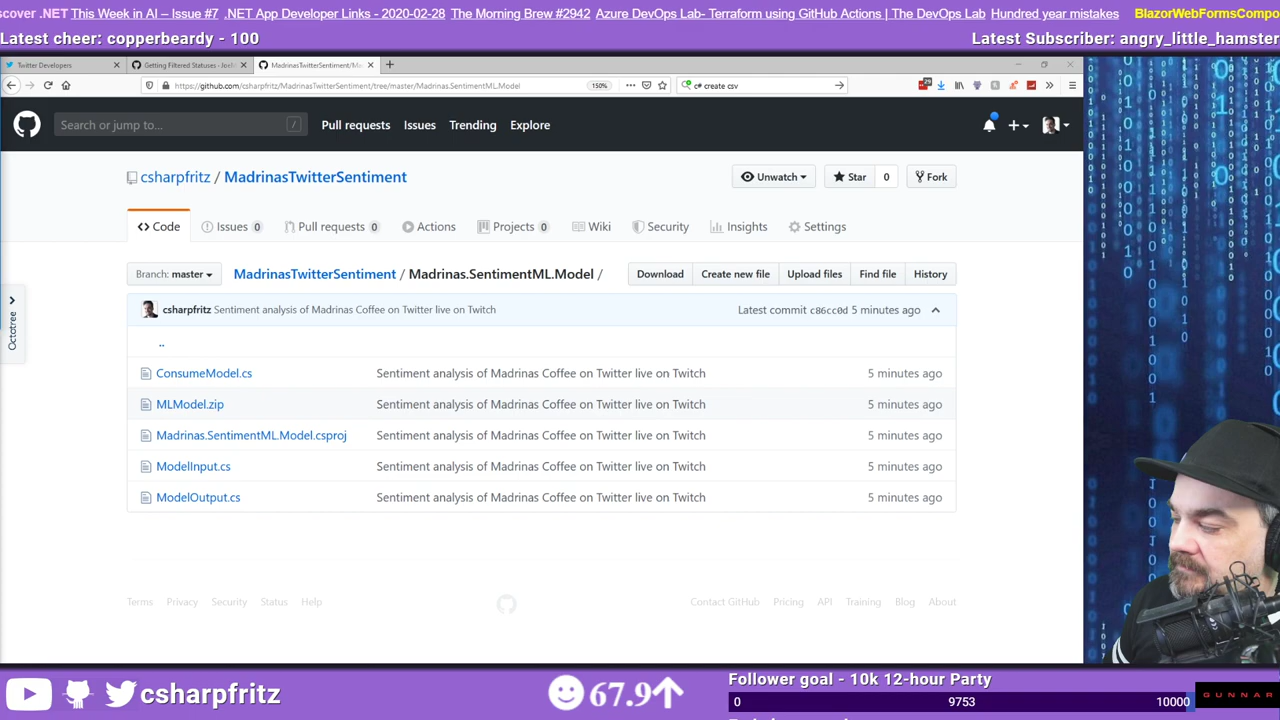 scover .NET This Week in AI – Issue #7 .NET App Developer Links - 2020-02-28 The Morning Brew #2942 Azure DevOps Lab- Terraform using GitHub Actions | The DevOps Lab Hundred year mistakes BlazorWebFormsCompo
Latest cheer: copperbeardy - 100 Latest Subscriber: angry_little_hamster
Twitter Developers Getting Filtered Statuses - Joel MadrinasTwitterSentiment/Ma
https://github.com/csharpfritz/MadrinasTwitterSentiment/tree/master/Madrinas.SentimentML.Model 150% c# create csv 29
Search or jump to... / Pull requests Issues Trending Explore
csharpfritz / MadrinasTwitterSentiment Unwatch Star 0 Fork
Code Issues 0 Pull requests 0 Actions Projects 0 Wiki Security Insights Settings
Branch: master MadrinasTwitterSentiment / Madrinas.SentimentML.Model / Download Create new file Upload files Find file History
csharpfritz Sentiment analysis of Madrinas Coffee on Twitter live on Twitch Latest commit c86cc0d 5 minutes ago
Octotree
..
ConsumeModel.cs Sentiment analysis of Madrinas Coffee on Twitter live on Twitch 5 minutes ago
MLModel.zip Sentiment analysis of Madrinas Coffee on Twitter live on Twitch 5 minutes ago
Madrinas.SentimentML.Model.csproj Sentiment analysis of Madrinas Coffee on Twitter live on Twitch 5 minutes ago
ModelInput.cs Sentiment analysis of Madrinas Coffee on Twitter live on Twitch 5 minutes ago
ModelOutput.cs Sentiment analysis of Madrinas Coffee on Twitter live on Twitch 5 minutes ago
Terms Privacy Security Status Help Contact GitHub Pricing API Training Blog About
csharpfritz 67.9 Follower goal - 10k 12-hour Party
0 9753 10000 GUNNAR